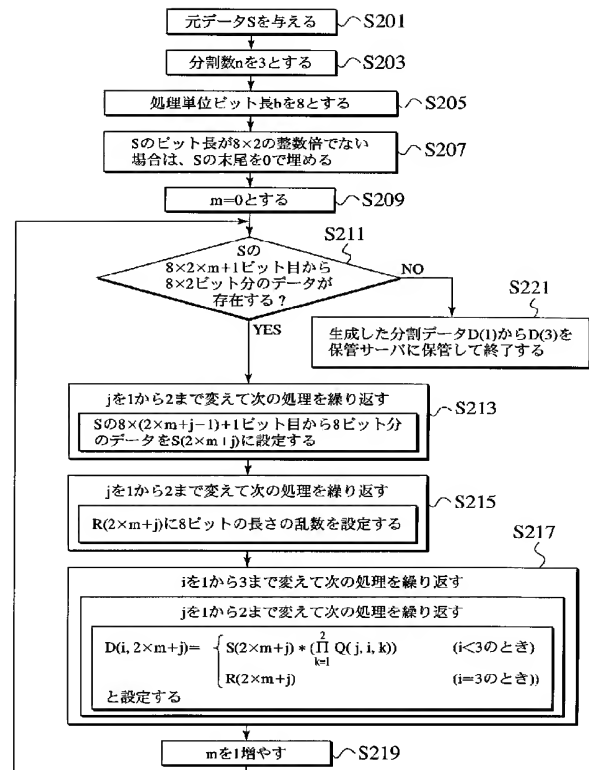 元データSを与える
S201
分割数nを3とする
S203
処理単位ビット長bを8とする
S205
Sのビット長が8×2の整数倍でない
場合は、Sの末尾を0で埋める
S207
m=0とする
S209
S211
Sの
8×2×m+1ビット目から
8×2ビット分のデータが
存在する?
NO
YES
S221
生成した分割データD(1)からD(3)を
保管サーバに保管して終了する
jを1から2まで変えて次の処理を繰り返す
Sの8×(2×m+j−1)+1ビット目から8ビット分
のデータをS(2×m+j)に設定する
S213
jを1から2まで変えて次の処理を繰り返す
R(2×m+j)に8ビットの長さの乱数を設定する
S215
S217
iを1から3まで変えて次の処理を繰り返す
jを1から2まで変えて次の処理を繰り返す
D(i, 2×m+j)= { S(2×m+j) * (∏ k=1 2 Q(j, i, k)) (i<3のとき)
R(2×m+j) (i=3のとき))
と設定する
mを1増やす
S219